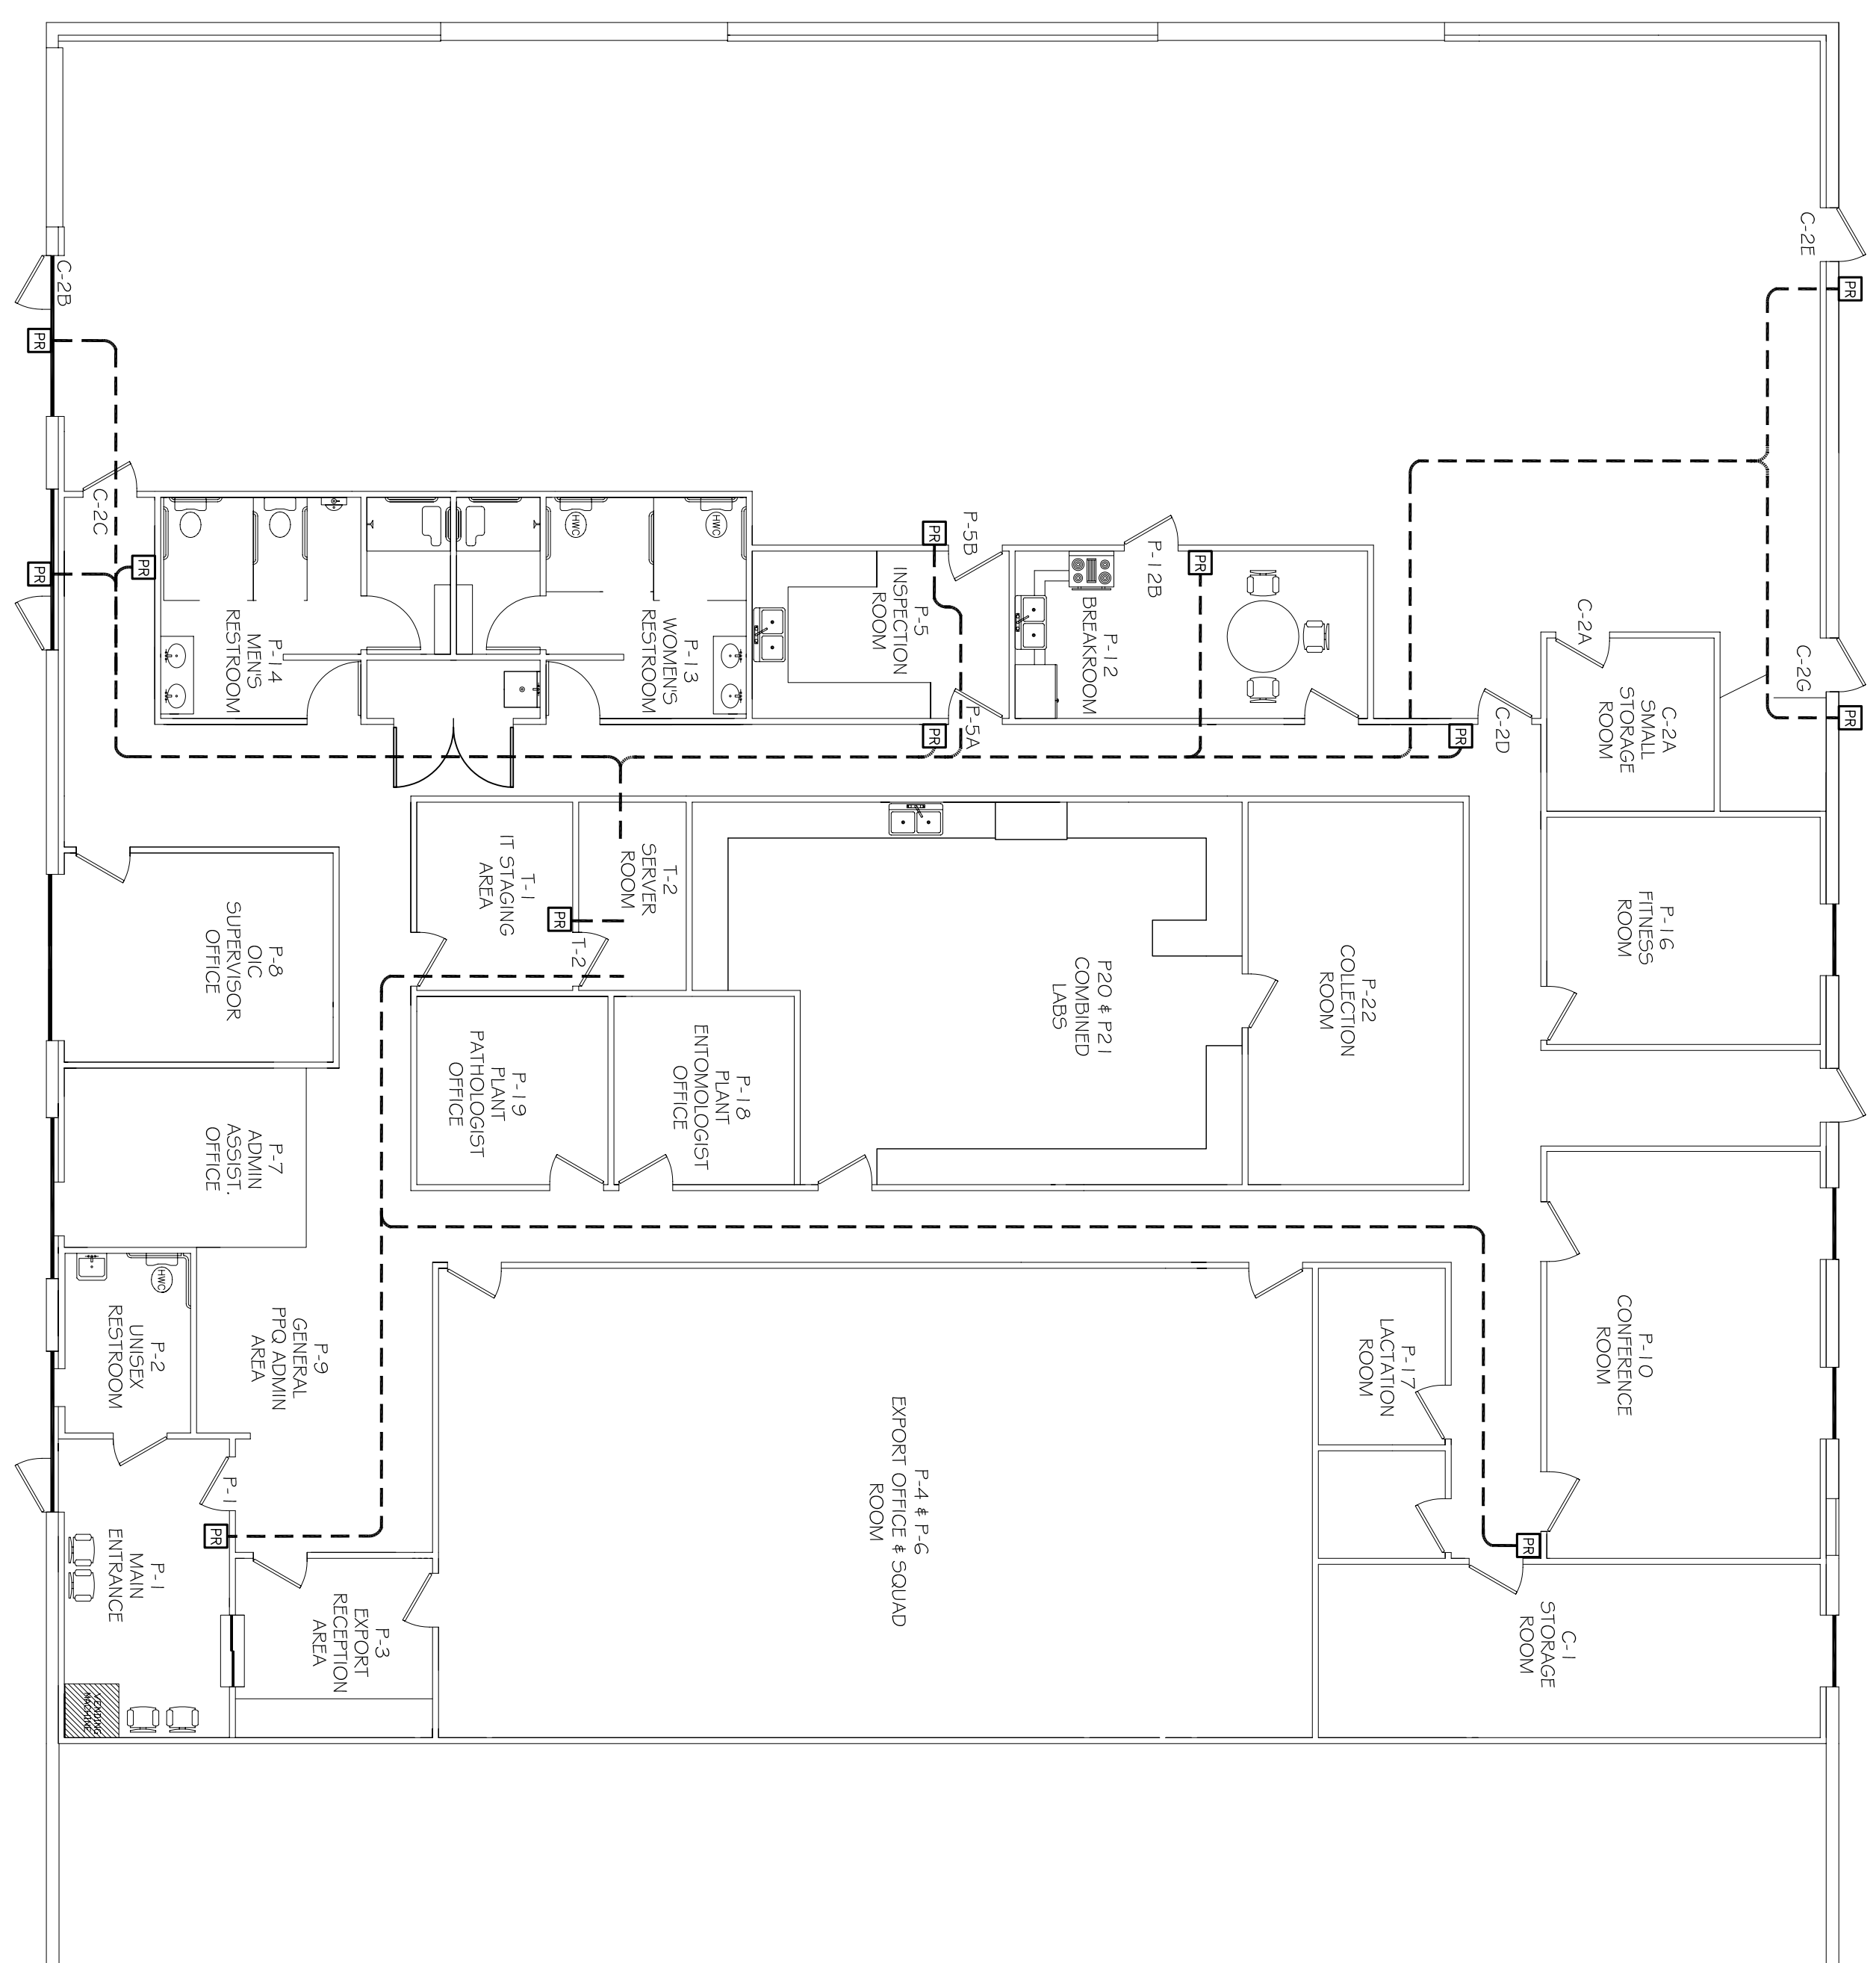 C-2E
PR
C-2B
PR
C-2C
PR
PR
HWC
HWC
PR
P-5B
P-12B
PR
C-2A
C-2G
PR
P-14
MEN'S
RESTROOM
P-13
WOMEN'S
RESTROOM
P-5
INSPECTION
ROOM
PR
P-5A
P-12
BREAKROOM
PR
C-2D
C-2A
SMALL
STORAGE
ROOM
T-1
IT STAGING
AREA
T-2
SERVER
ROOM
PR
T-2
P-8
OIC
SUPERVISOR
OFFICE
P20 & P21
COMBINED
LABS
P-22
COLLECTION
ROOM
P-16
FITNESS
ROOM
P-19
PLANT
PATHOLOGIST
OFFICE
P-18
PLANT
ENTOMOLOGIST
OFFICE
P-7
ADMIN
ASSIST.
OFFICE
HWC
P-2
UNISEX
RESTROOM
P-9
GENERAL
PPQ ADMIN
AREA
P-17
LACTATION
ROOM
P-10
CONFERENCE
ROOM
P-1
PR
P-1
MAIN
ENTRANCE
P-3
EXPORT
RECEPTION
AREA
P-4 & P-6
EXPORT OFFICE & SQUAD
ROOM
PR
C-1
STORAGE
ROOM
VENDING
MACHINE